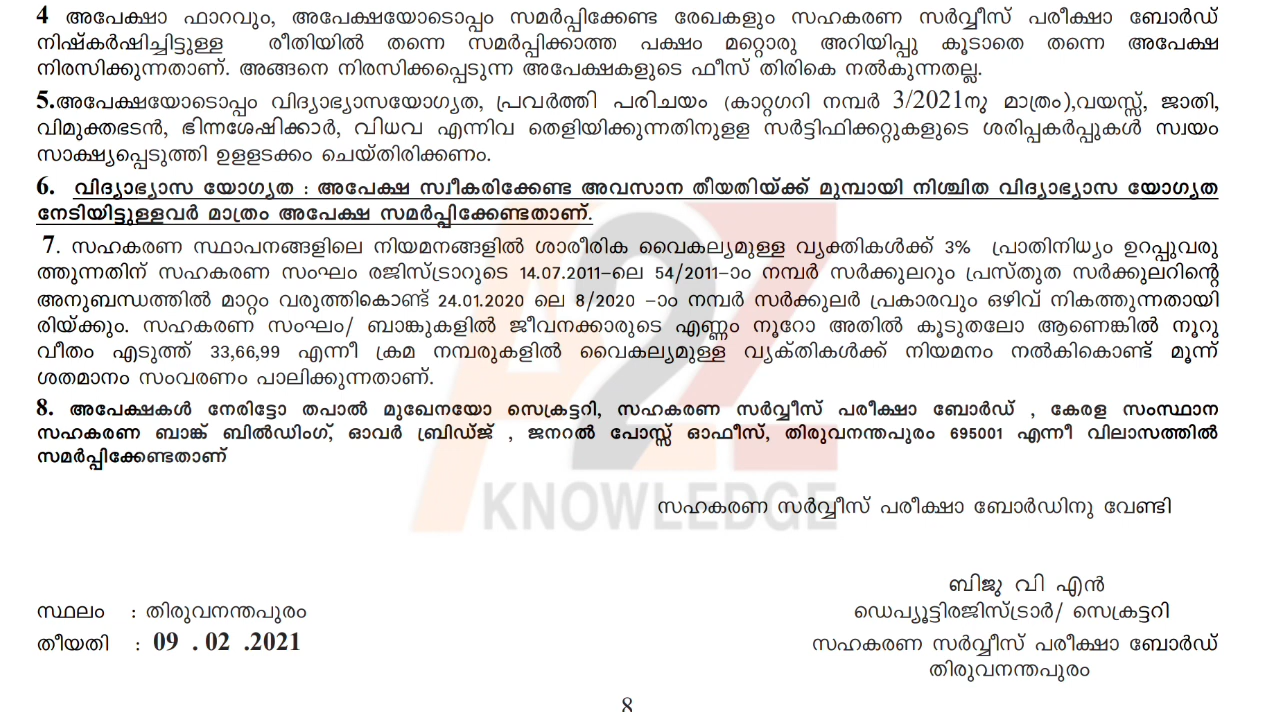 4 അപേക്ഷാ ഫാറവും, അപേക്ഷയോടൊപ്പം സമർപ്പിക്കേണ്ട രേഖകളും സഹകരണ സർവ്വീസ് പരീക്ഷാ ബോർഡ്
നിഷ്കർഷിച്ചിട്ടുള്ള രീതിയിൽ തന്നെ സമർപ്പിക്കാത്ത പക്ഷം മറ്റൊരു അറിയിപ്പു കൂടാതെ തന്നെ അപേക്ഷ
നിരസിക്കുന്നതാണ്. അങ്ങനെ നിരസിക്കപ്പെടുന്ന അപേക്ഷകളുടെ ഫീസ് തിരികെ നൽകുന്നതല്ല.
5.അപേക്ഷയോടൊപ്പം വിദ്യാഭ്യാസയോഗ്യത, പ്രവർത്തി പരിചയം (കാറ്റഗറി നമ്പർ 3/2021നു മാത്രം),വയസ്സ്, ജാതി,
വിമുക്തഭടൻ, ഭിന്നശേഷിക്കാർ, വിധവ എന്നിവ തെളിയിക്കുന്നതിനുളള സർട്ടിഫിക്കറ്റുകളുടെ ശരിപ്പകർപ്പുകൾ സ്വയം
സാക്ഷ്യപ്പെടുത്തി ഉളളടക്കം ചെയ്തിരിക്കണം.
6. വിദ്യാഭ്യാസ യോഗ്യത : അപേക്ഷ സ്വീകരിക്കേണ്ട അവസാന തീയതിയ്ക്ക് മുമ്പായി നിശ്ചിത വിദ്യാഭ്യാസ യോഗ്യത
നേടിയിട്ടുള്ളവർ മാത്രം അപേക്ഷ സമർപ്പിക്കേണ്ടതാണ്.
7. സഹകരണ സ്ഥാപനങ്ങളിലെ നിയമനങ്ങളിൽ ശാരീരിക വൈകല്യമുള്ള വ്യക്തികൾക്ക് 3% പ്രാതിനിധ്യം ഉറപ്പുവരു
ത്തുന്നതിന് സഹകരണ സംഘം രജിസ്ട്രാറുടെ 14.07.2011-ലെ 54/2011-ാം നമ്പർ സർക്കുലറും പ്രസ്തുത സർക്കുലറിന്റെ
അനുബന്ധത്തിൽ മാറ്റം വരുത്തികൊണ്ട് 24.01.2020 ലെ 8/2020 -ാം നമ്പർ സർക്കുലർ പ്രകാരവും ഒഴിവ് നികത്തുന്നതായി
രിയ്ക്കും. സഹകരണ സംഘം/ ബാങ്കുകളിൽ ജീവനക്കാരുടെ എണ്ണം നൂറോ അതിൽ കൂടുതലോ ആണെങ്കിൽ നൂറു
വീതം എടുത്ത് 33,66,99 എന്നീ ക്രമ നമ്പരുകളിൽ വൈകല്യമുള്ള വ്യക്തികൾക്ക് നിയമനം നൽകികൊണ്ട് മൂന്ന്
ശതമാനം സംവരണം പാലിക്കുന്നതാണ്.
8. അപേക്ഷകൾ നേരിട്ടോ തപാൽ മുഖേനയോ സെക്രട്ടറി, സഹകരണ സർവ്വീസ് പരീക്ഷാ ബോർഡ് , കേരള സംസ്ഥാന
സഹകരണ ബാങ്ക് ബിൽഡിംഗ്, ഓവർ ബ്രിഡ്ജ് , ജനറൽ പോസ്റ്റ് ഓഫീസ്, തിരുവനന്തപുരം 695001 എന്നീ വിലാസത്തിൽ
സമർപ്പിക്കേണ്ടതാണ്
A2Z
KNOWLEDGE
സഹകരണ സർവ്വീസ് പരീക്ഷാ ബോർഡിനു വേണ്ടി
ബിജു വി എൻ
സ്ഥലം : തിരുവനന്തപുരം ഡെപ്യൂട്ടിരജിസ്ട്രാർ/ സെക്രട്ടറി
തീയതി : 09 . 02 .2021 സഹകരണ സർവ്വീസ് പരീക്ഷാ ബോർഡ്
തിരുവനന്തപുരം
8